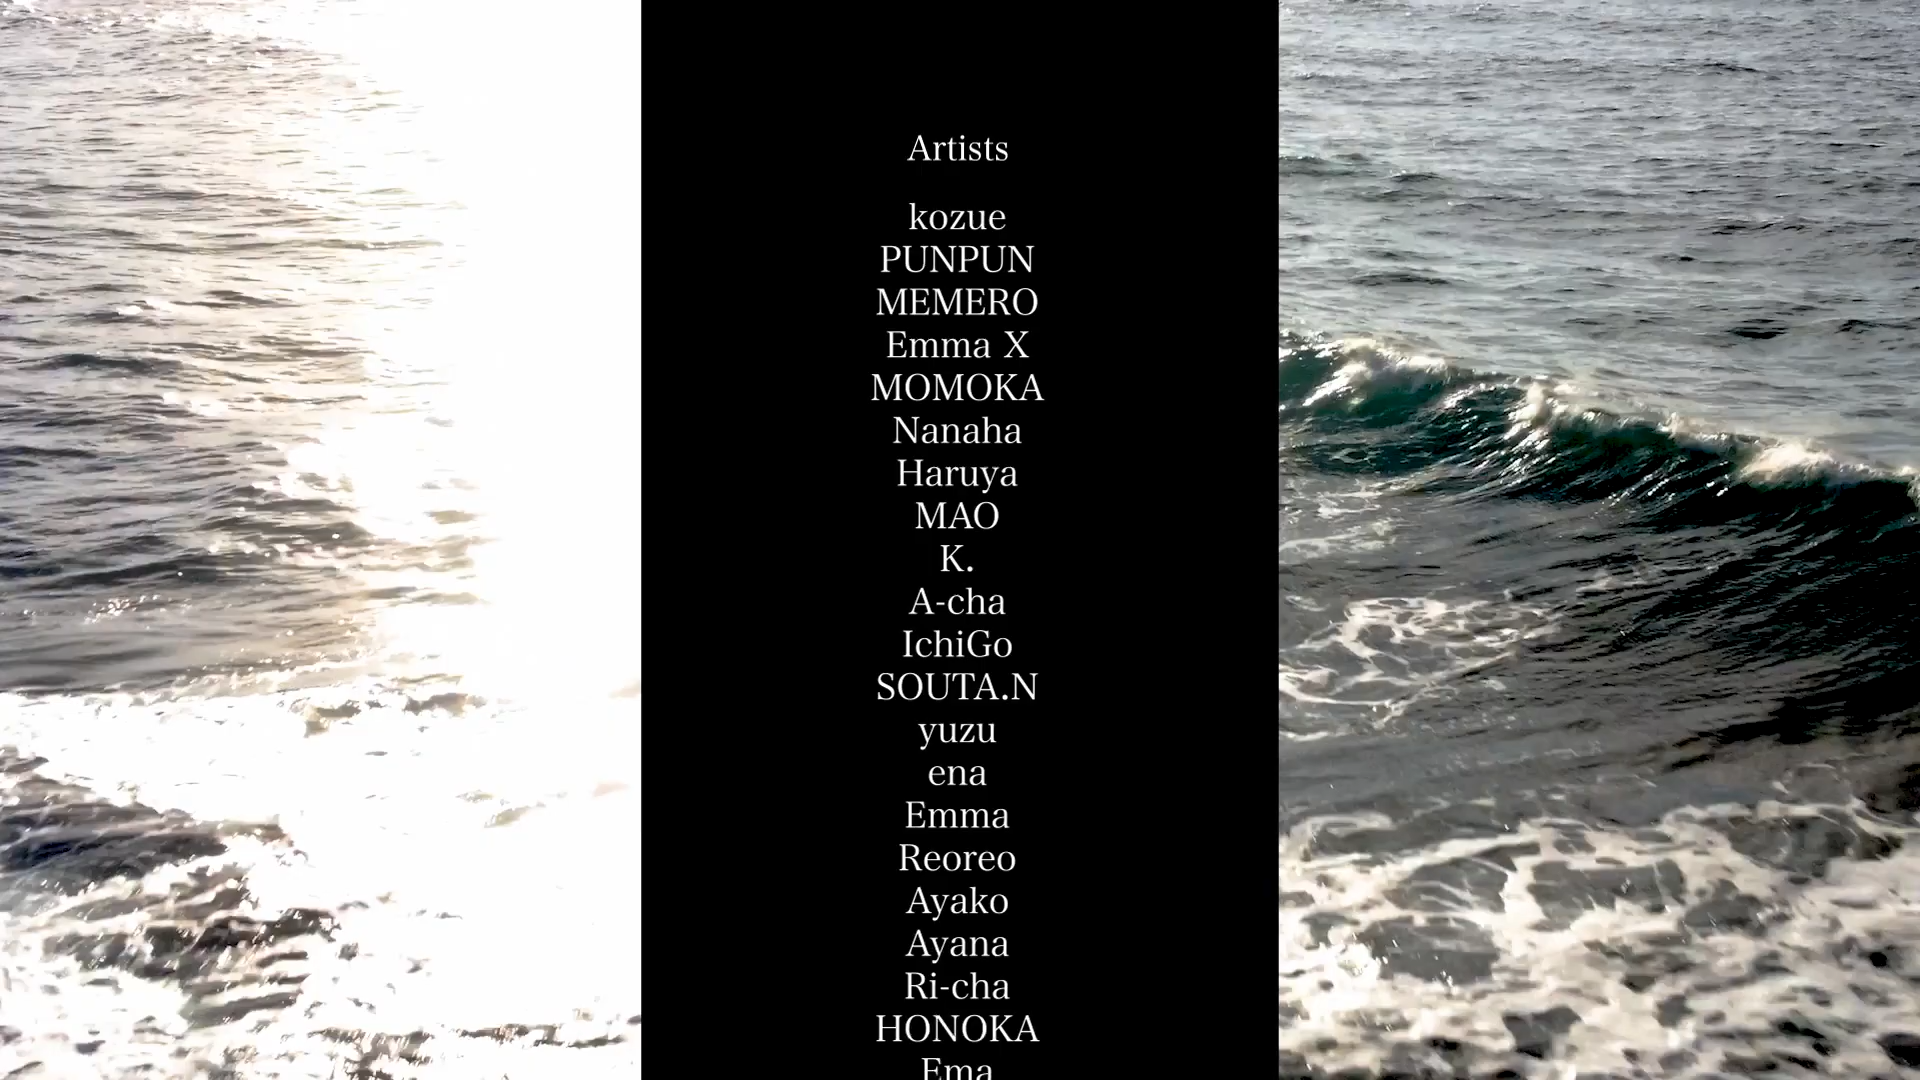 Artists
kozue
PUNPUN
MEMERO
Emma X
MOMOKA
Nanaha
Haruya
MAO
K.
A-cha
IchiGo
SOUTA.N
yuzu
ena
Emma
Reoreo
Ayako
Ayana
Ri-cha
HONOKA
Ema